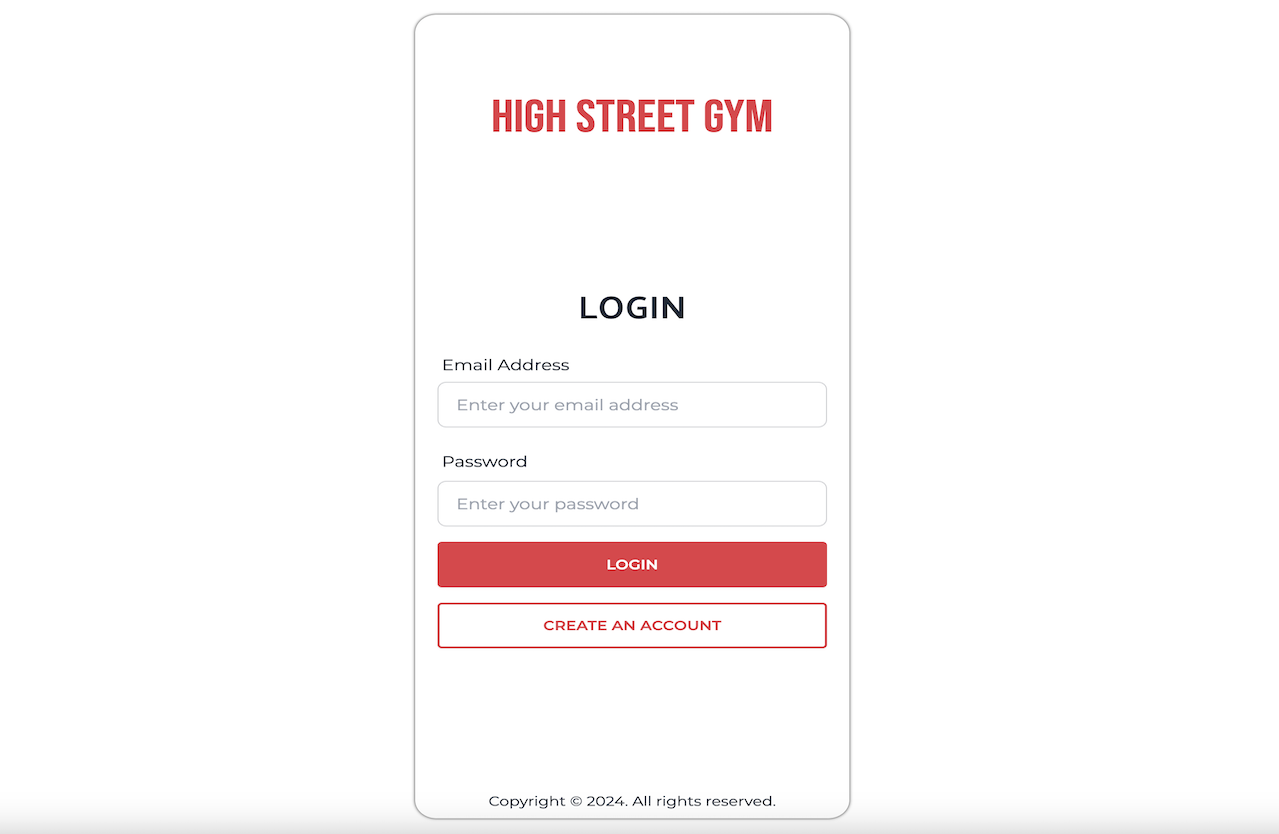 HIGH STREET GYM
LOGIN
Email Address
Enter your email address
Password
Enter your password
LOGIN
CREATE AN ACCOUNT
Copyright © 2024. All rights reserved.